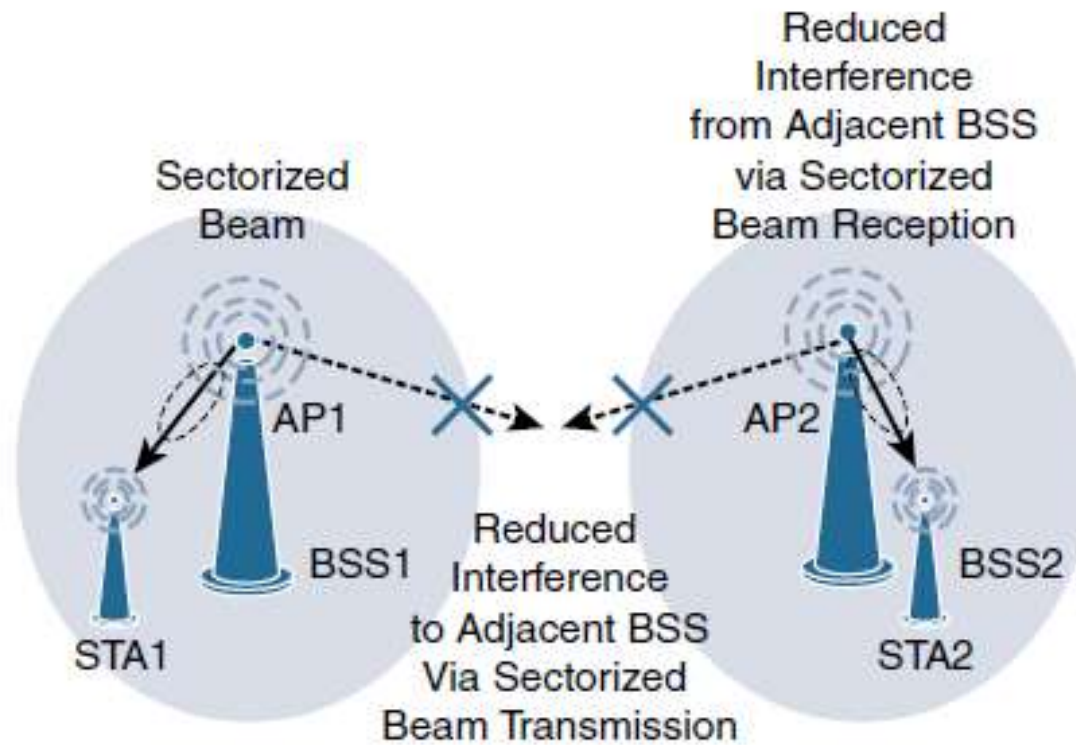 Reduced
Interference
from Adjacent BSS
via Sectorized
Beam Reception
Sectorized
Beam
AP1
AP2
BSS1
BSS2
STA1
STA2
Reduced
Interference
to Adjacent BSS
Via Sectorized
Beam Transmission